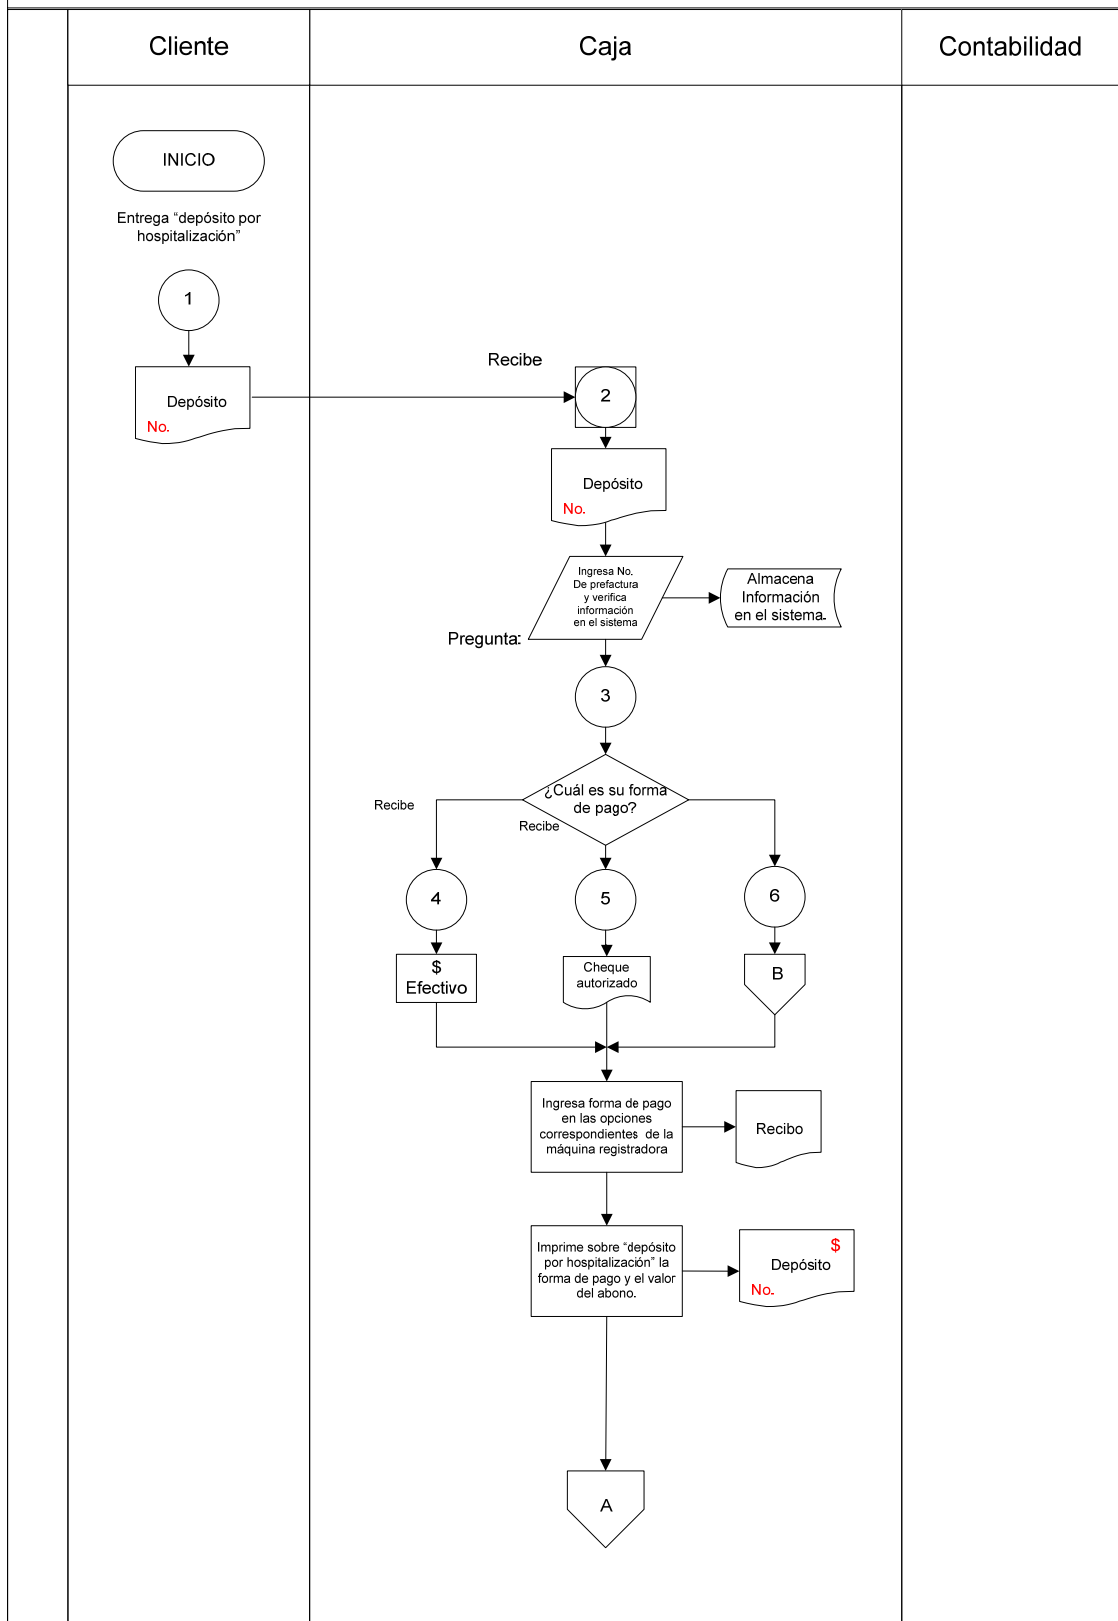 Cliente
Caja
Contabilidad
INICIO
Entrega “depósito por
hospitalización”
1
Depósito
No.
Recibe
2
Depósito
No.
Ingresa No.
De prefactura
y verifica
información
en el sistema
Almacena
Información
en el sistema.
Pregunta:
3
¿Cuál es su forma
de pago?
Recibe
Recibe
4
5
6
$
Efectivo
Cheque
autorizado
B
Ingresa forma de pago
en las opciones
correspondientes de la
máquina registradora
Recibo
Imprime sobre “depósito
por hospitalización” la
forma de pago y el valor
del abono.
$
Depósito
No.
A